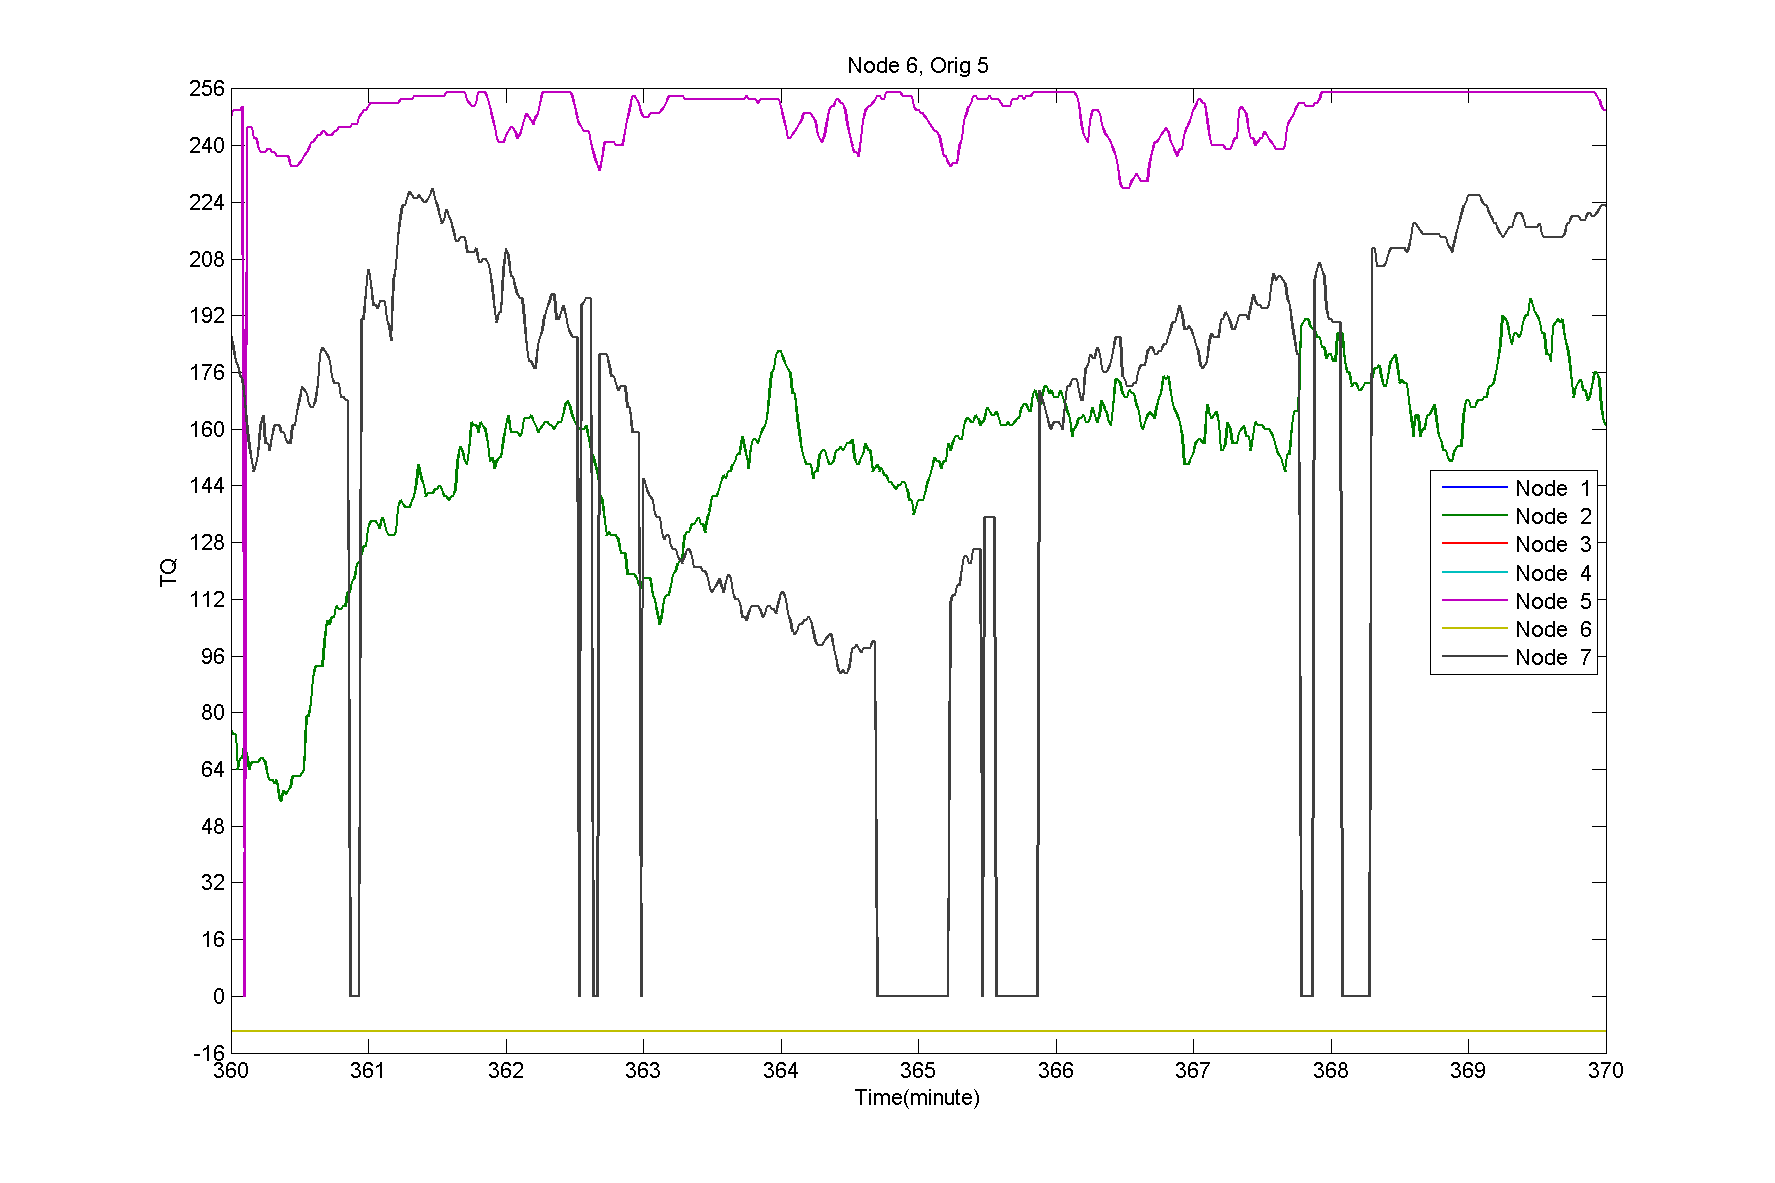 Node 6, Orig 5
256
240
224
208
192
176
160
144
128
112
96
80
64
48
32
16
0
-16
TQ
Node 1
Node 2
Node 3
Node 4
Node 5
Node 6
Node 7
360 361 362 363 364 365 366 367 368 369 370
Time(minute)